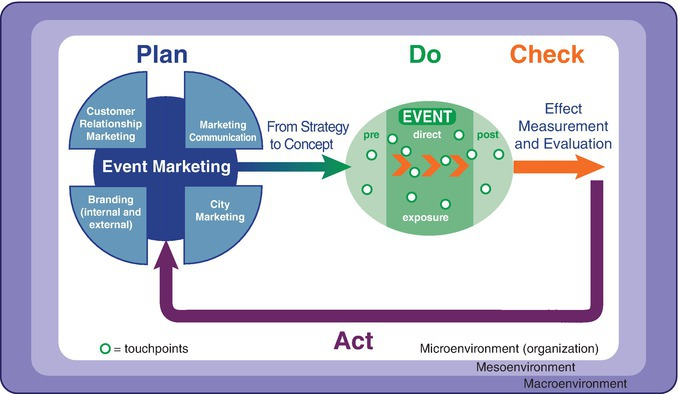 Plan
Do
Check
Customer
Relationship
Marketing
Marketing
Communication
Event Marketing
Branding
(internal and
external)
City
Marketing
From Strategy
to Concept
EVENT
pre
direct
post
exposure
Effect
Measurement
and Evaluation
Act
= touchpoints
Microenvironment (organization)
Mesoenvironment
Macroenvironment